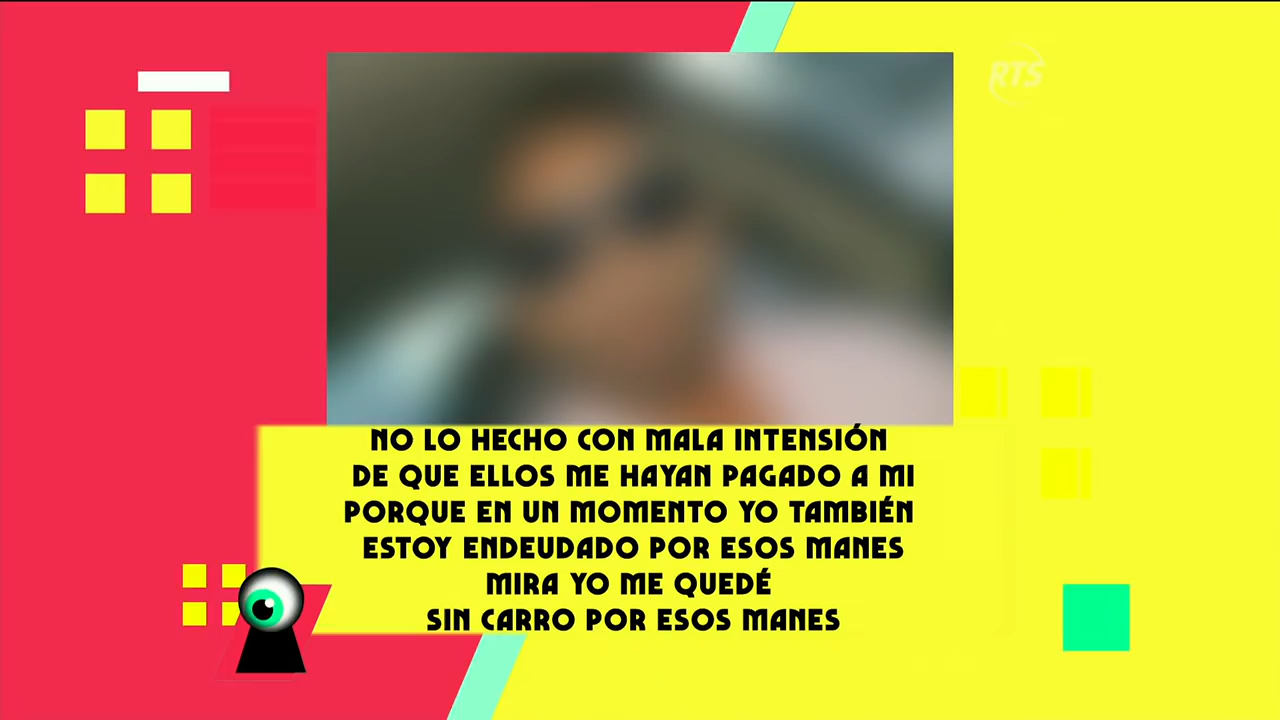 RTS
NO LO HECHO CON MALA INTENSIÓN
DE QUE ELLOS ME HAYAN PAGADO A MI
PORQUE EN UN MOMENTO YO TAMBIÉN
ESTOY ENDEUDADO POR ESOS MANES
MIRA YO ME QUEDÉ
SIN CARRO POR ESOS MANES